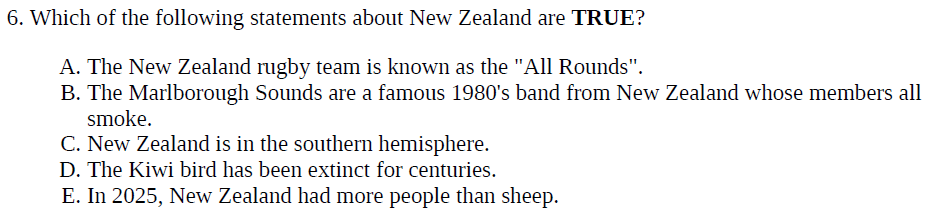 6. Which of the following statements about New Zealand are TRUE?
A. The New Zealand rugby team is known as the "All Rounds".
B. The Marlborough Sounds are a famous 1980's band from New Zealand whose members all
smoke.
C. New Zealand is in the southern hemisphere.
D. The Kiwi bird has been extinct for centuries.
E. In 2025, New Zealand had more people than sheep.